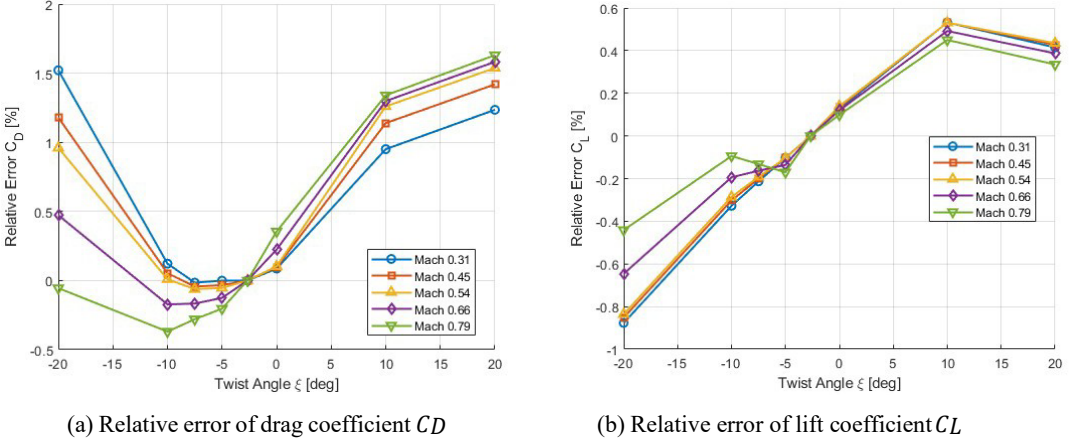 2
1.5
1
0.5
0
-0.5
Relative Error C_D [%]
-20 -15 -10 -5 0 5 10 15 20
Twist Angle ξ [deg]
Mach 0.31
Mach 0.45
Mach 0.54
Mach 0.66
Mach 0.79
(a) Relative error of drag coefficient CD
0.6
0.4
0.2
0
-0.2
-0.4
-0.6
-0.8
-1
Relative Error C_L [%]
-20 -15 -10 -5 0 5 10 15 20
Twist Angle ξ [deg]
Mach 0.31
Mach 0.45
Mach 0.54
Mach 0.66
Mach 0.79
(b) Relative error of lift coefficient CL